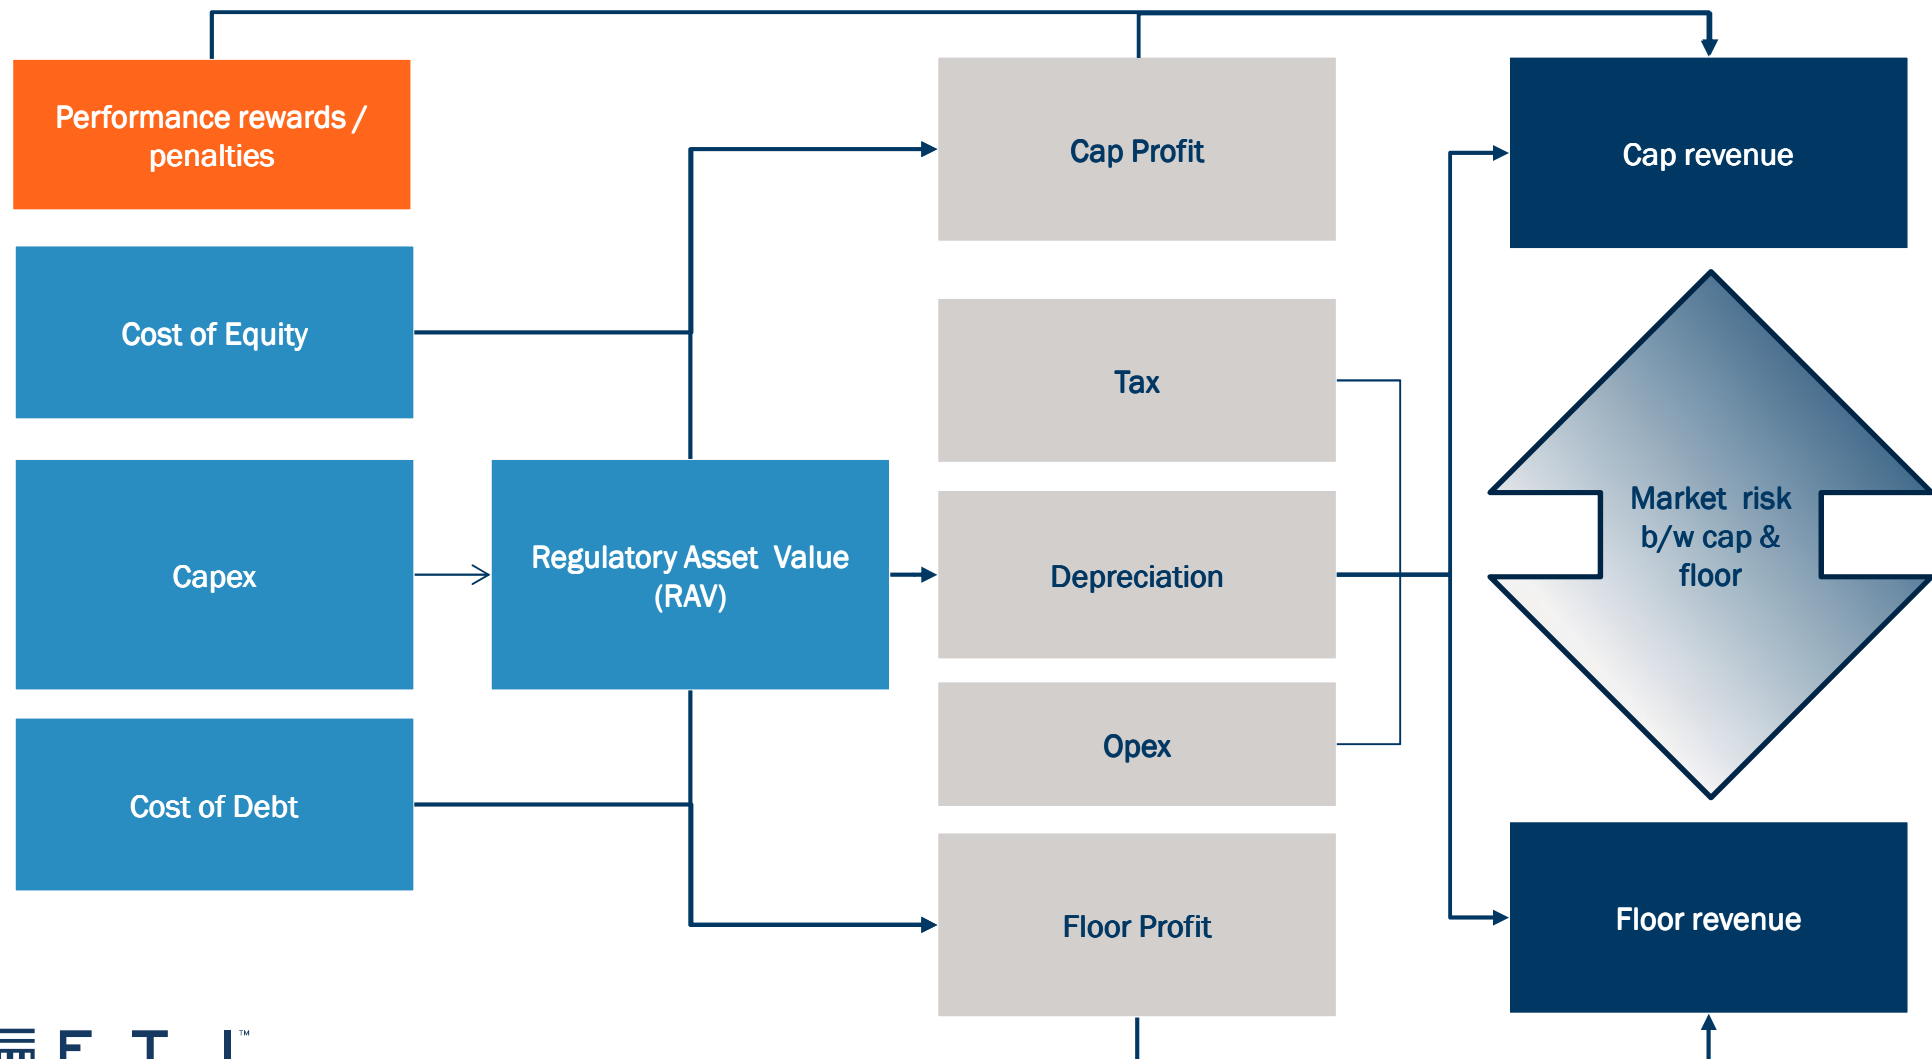 Performance rewards /
penalties
Cap Profit
Cap revenue
Cost of Equity
Tax
Market risk
b/w cap &
floor
Capex
Regulatory Asset Value
(RAV)
Depreciation
Opex
Cost of Debt
Floor Profit
Floor revenue
F T I™